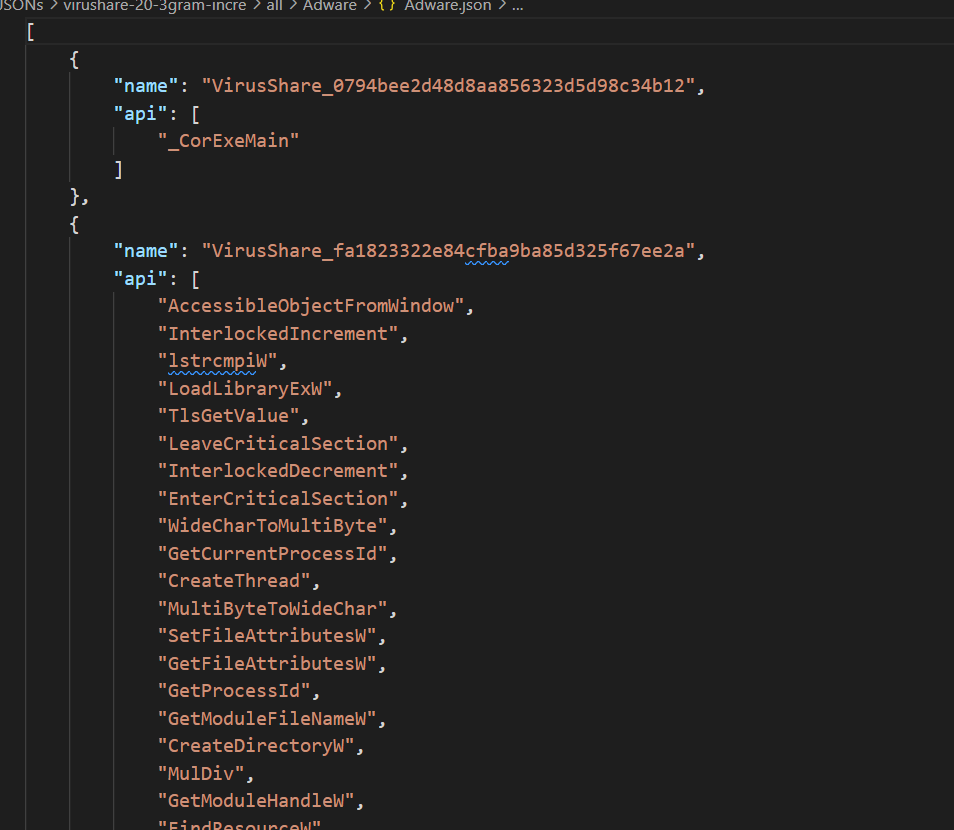 JSONs > virushare-20-3gram-incre > all > Adware > {} Adware.json > ...
[
{
"name": "VirusShare_0794bee2d48d8aa856323d5d98c34b12",
"api": [
"_CorExeMain"
]
},
{
"name": "VirusShare_fa1823322e84cfba9ba85d325f67ee2a",
"api": [
"AccessibleObjectFromWindow",
"InterlockedIncrement",
"lstrcmpiW",
"LoadLibraryExW",
"TlsGetValue",
"LeaveCriticalSection",
"InterlockedDecrement",
"EnterCriticalSection",
"WideCharToMultiByte",
"GetCurrentProcessId",
"CreateThread",
"MultiByteToWideChar",
"SetFileAttributesW",
"GetFileAttributesW",
"GetProcessId",
"GetModuleFileNameW",
"CreateDirectoryW",
"MulDiv",
"GetModuleHandleW",
"FindResourceW"